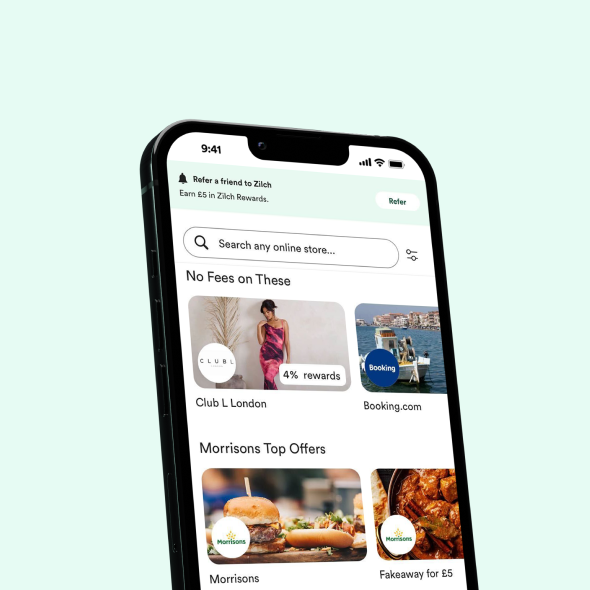 9:41
Refer a friend to Zilch
Earn £5 in Zilch Rewards.
Refer
Search any online store...
No Fees on These
CLUB L
4% rewards
Booking
Club L London
Booking.com
Morrisons Top Offers
Morrisons
Morrisons
Morrisons
Fakeaway for £5